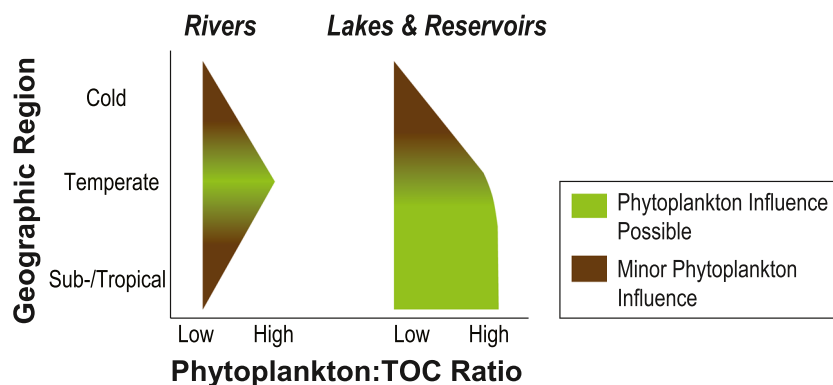 Rivers
Lakes & Reservoirs
Geographic Region
Cold
Temperate
Sub-/Tropical
Low
High
Low
High
Phytoplankton:TOC Ratio
Phytoplankton Influence
Possible
Minor Phytoplankton
Influence